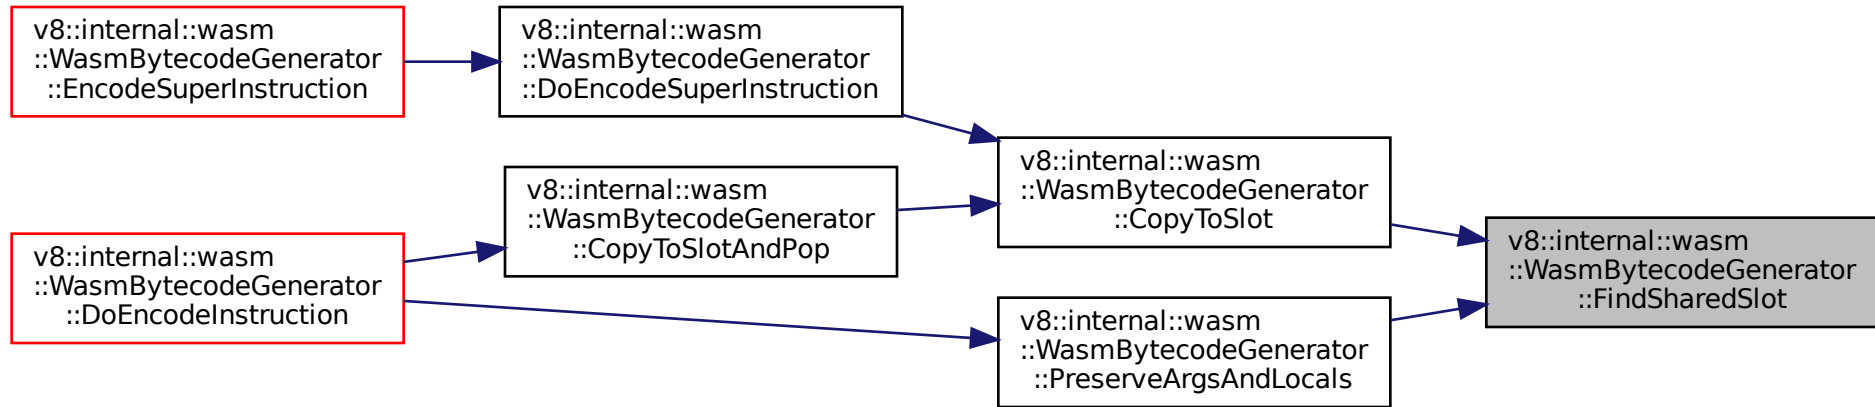 v8::internal::wasm
::WasmBytecodeGenerator
::EncodeSuperInstruction
v8::internal::wasm
::WasmBytecodeGenerator
::DoEncodeSuperInstruction
v8::internal::wasm
::WasmBytecodeGenerator
::CopyToSlot
v8::internal::wasm
::WasmBytecodeGenerator
::CopyToSlotAndPop
v8::internal::wasm
::WasmBytecodeGenerator
::FindSharedSlot
v8::internal::wasm
::WasmBytecodeGenerator
::DoEncodeInstruction
v8::internal::wasm
::WasmBytecodeGenerator
::PreserveArgsAndLocals